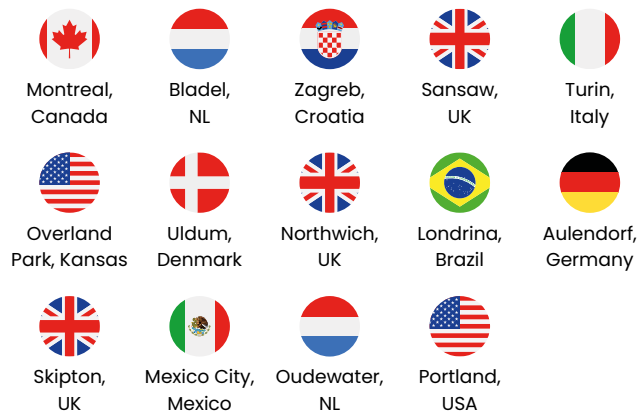 Montreal,
Canada
Bladel,
NL
Zagreb,
Croatia
Sansaw,
UK
Turin,
Italy
Overland
Park, Kansas
Uldum,
Denmark
Northwich,
UK
Londrina,
Brazil
Aulendorf,
Germany
Skipton,
UK
Mexico City,
Mexico
Oudewater,
NL
Portland,
USA